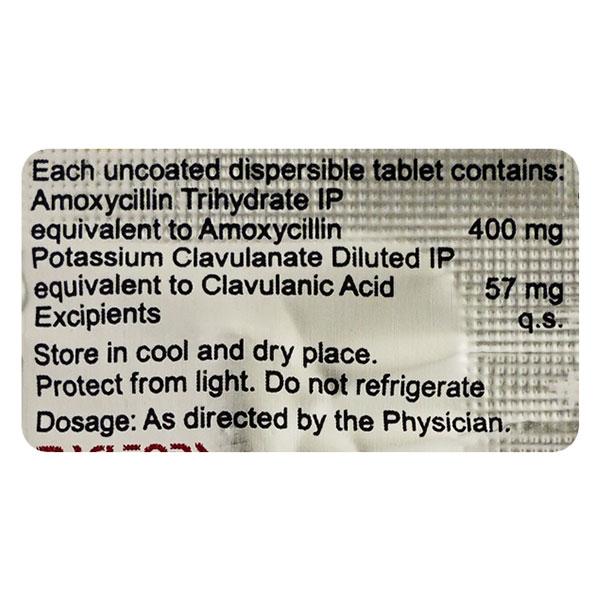 Each uncoated dispersible tablet contains:
Amoxycillin Trihydrate IP
equivalent to Amoxycillin 400 mg
Potassium Clavulanate Diluted IP
equivalent to Clavulanic Acid 57 mg
Excipients q.s.
Store in cool and dry place.
Protect from light. Do not refrigerate
Dosage: As directed by the Physician.